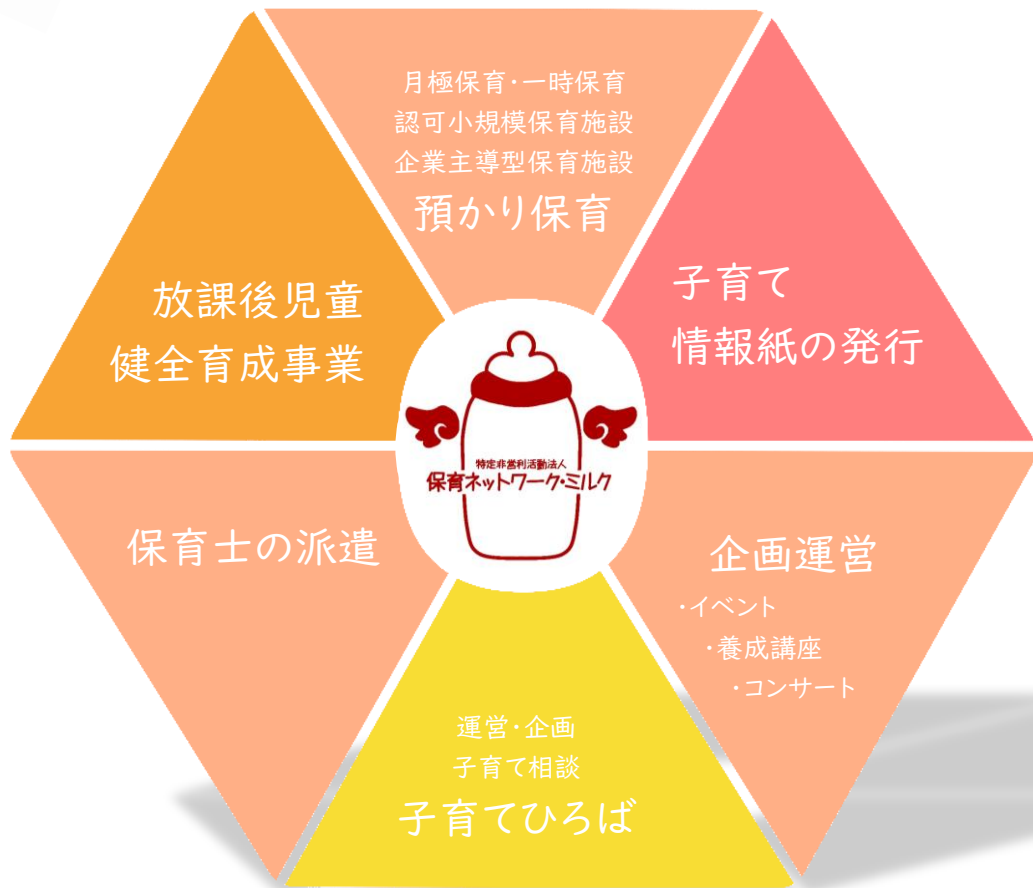 月極保育・一時保育
認可小規模保育施設
企業主導型保育施設
預かり保育
子育て
情報紙の発行
放課後児童
健全育成事業
特定非営利活動法人
保育ネットワーク・ミルク
保育士の派遣
企画運営
・イベント
・養成講座
・コンサート
運営・企画
子育て相談
子育てひろば